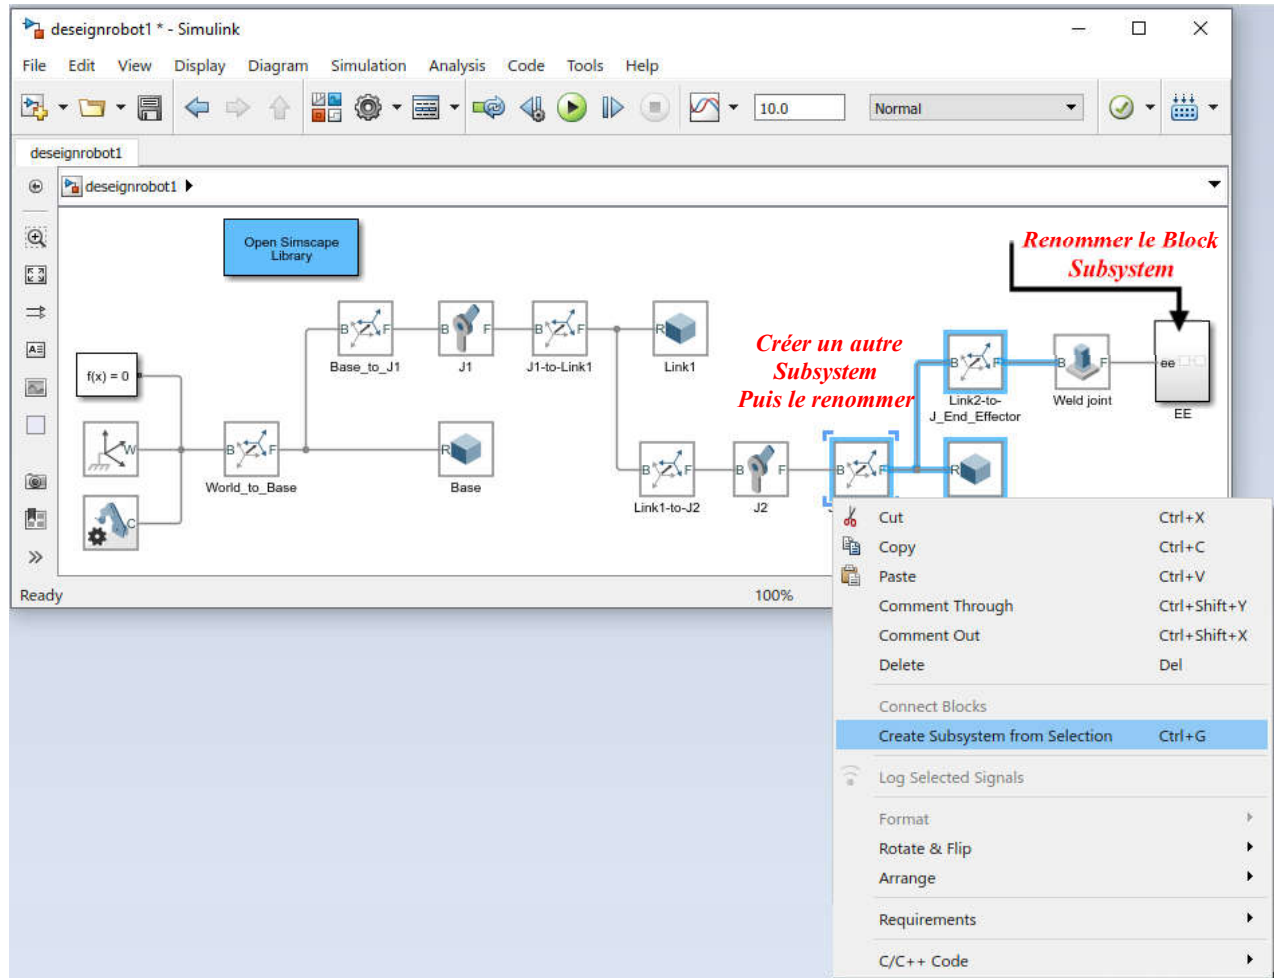 deseignrobot1 * - Simulink
File Edit View Display Diagram Simulation Analysis Code Tools Help
10.0 Normal
deseignrobot1
deseignrobot1
Open Simscape
Library
Renommer le Block
Subsystem
B F B F B F R
Base_to_J1 J1 J1-to-Link1 Link1
f(x) = 0
Créer un autre
Subsystem
Puis le renommer
B F B F ee
Link2-to-
J_End_Effector
Weld joint EE
W B F R
World_to_Base Base
B F B F B F R
Link1-to-J2 J2
C
Ready 100%
Cut Ctrl+X
Copy Ctrl+C
Paste Ctrl+V
Comment Through Ctrl+Shift+Y
Comment Out Ctrl+Shift+X
Delete Del
Connect Blocks
Create Subsystem from Selection Ctrl+G
Log Selected Signals
Format
Rotate & Flip
Arrange
Requirements
C/C++ Code